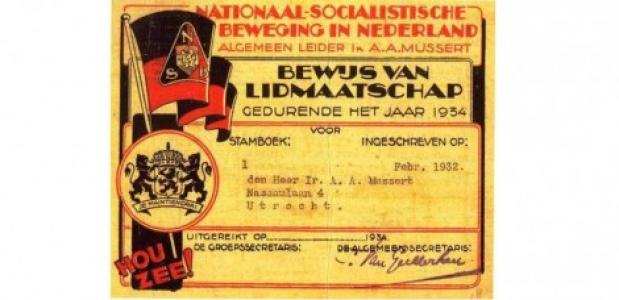 NATIONAAL-SOCIALISTISCHE
BEWEGING IN NEDERLAND
ALGEMEEN LEIDER Ir A.A. MUSSERT
N
S B
BEWIJS VAN
LIDMAATSCHAP
GEDURENDE HET JAAR 1934
VOOR
STAMBOEK: INGESCHREVEN OP:
1 Febr. 1932.
den Heer Ir. A. A. Mussert
Nassaulaan 4
Utrecht.
JE MAINTIENDRAI
HOU
ZEE!
UITGEREIKT OP 1934
DE GROEPSSECRETARIS: DE ALGEMEEN SECRETARIS: